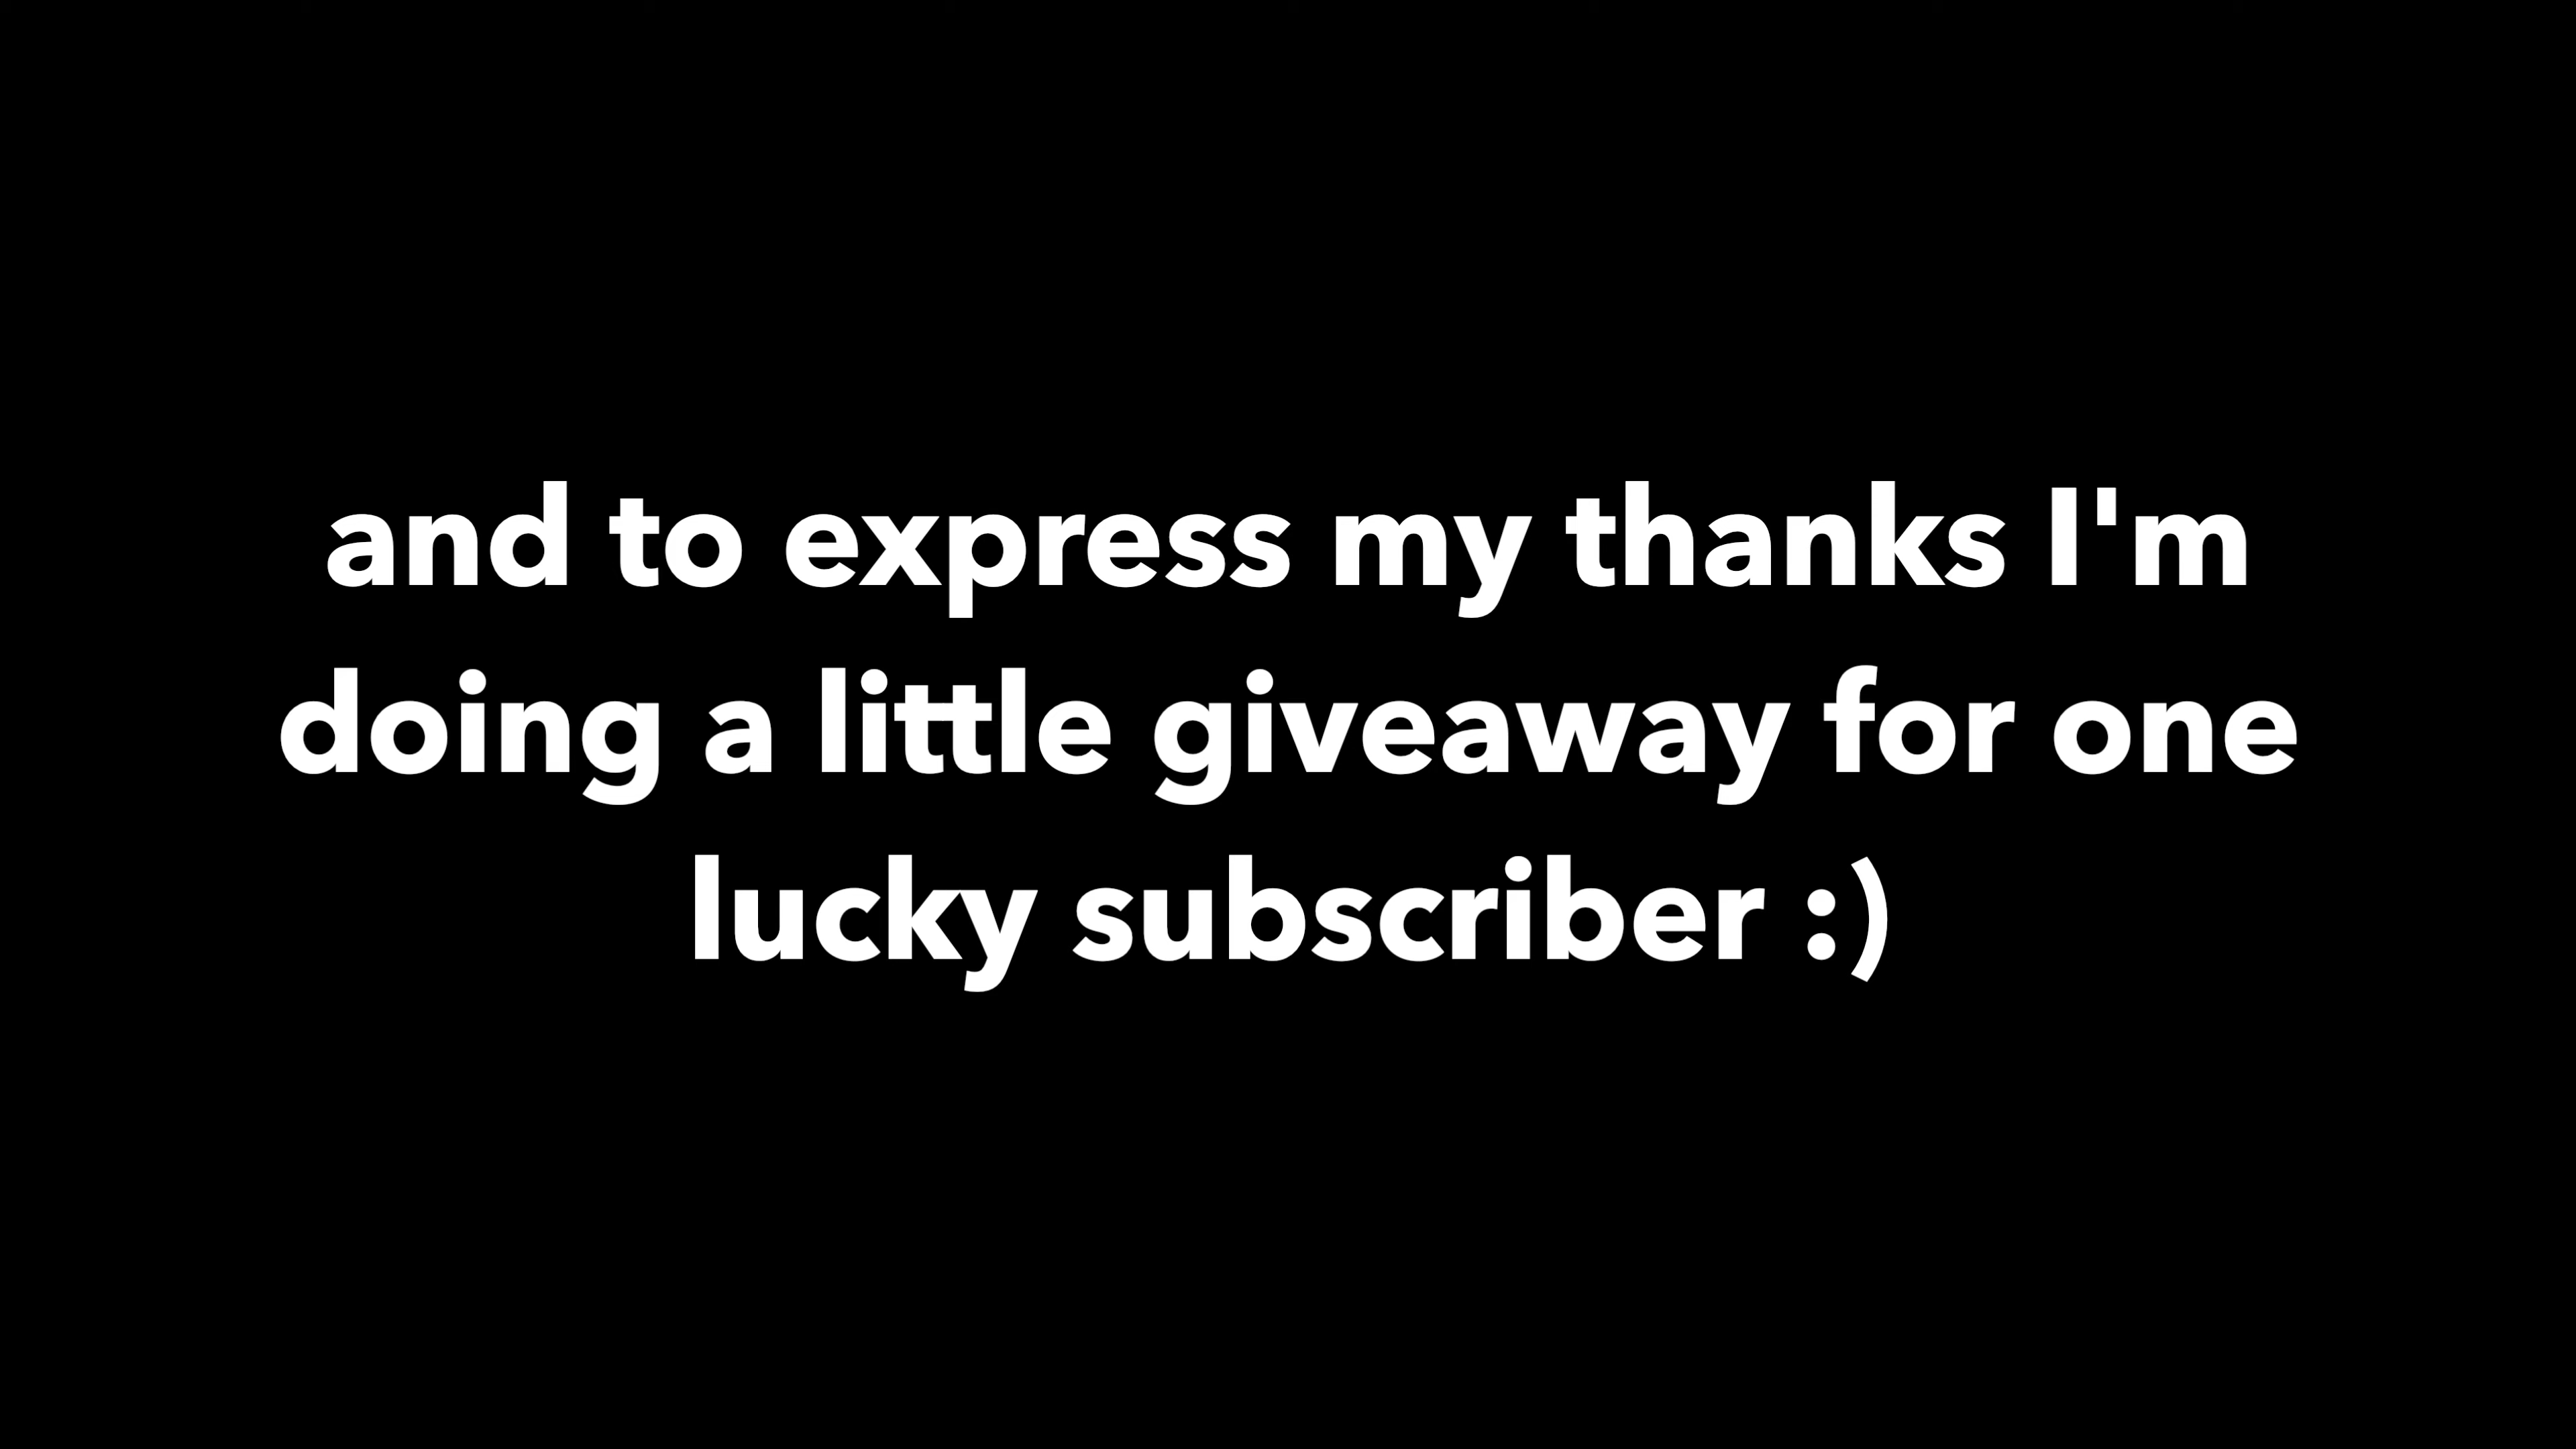 and to express my thanks I'm
doing a little giveaway for one
lucky subscriber :)